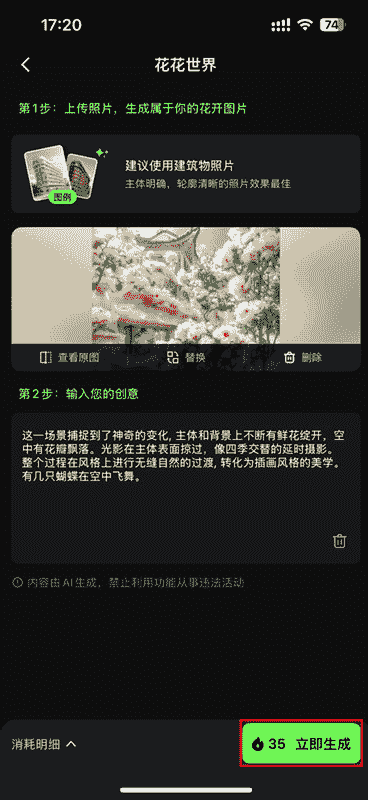 17:20
74
花花世界
第1步：上传照片，生成属于你的花开图片
建议使用建筑物照片
主体明确，轮廓清晰的照片效果最佳
图例
查看原图
替换
删除
第2步：输入您的创意
这一场景捕捉到了神奇的变化, 主体和背景上不断有鲜花绽开，空
中有花瓣飘落。光影在主体表面掠过，像四季交替的延时摄影。
整个过程在风格上进行无缝自然的过渡, 转化为插画风格的美学。
有几只蝴蝶在空中飞舞。
内容由AI生成，禁止利用功能从事违法活动
消耗明细
35 立即生成